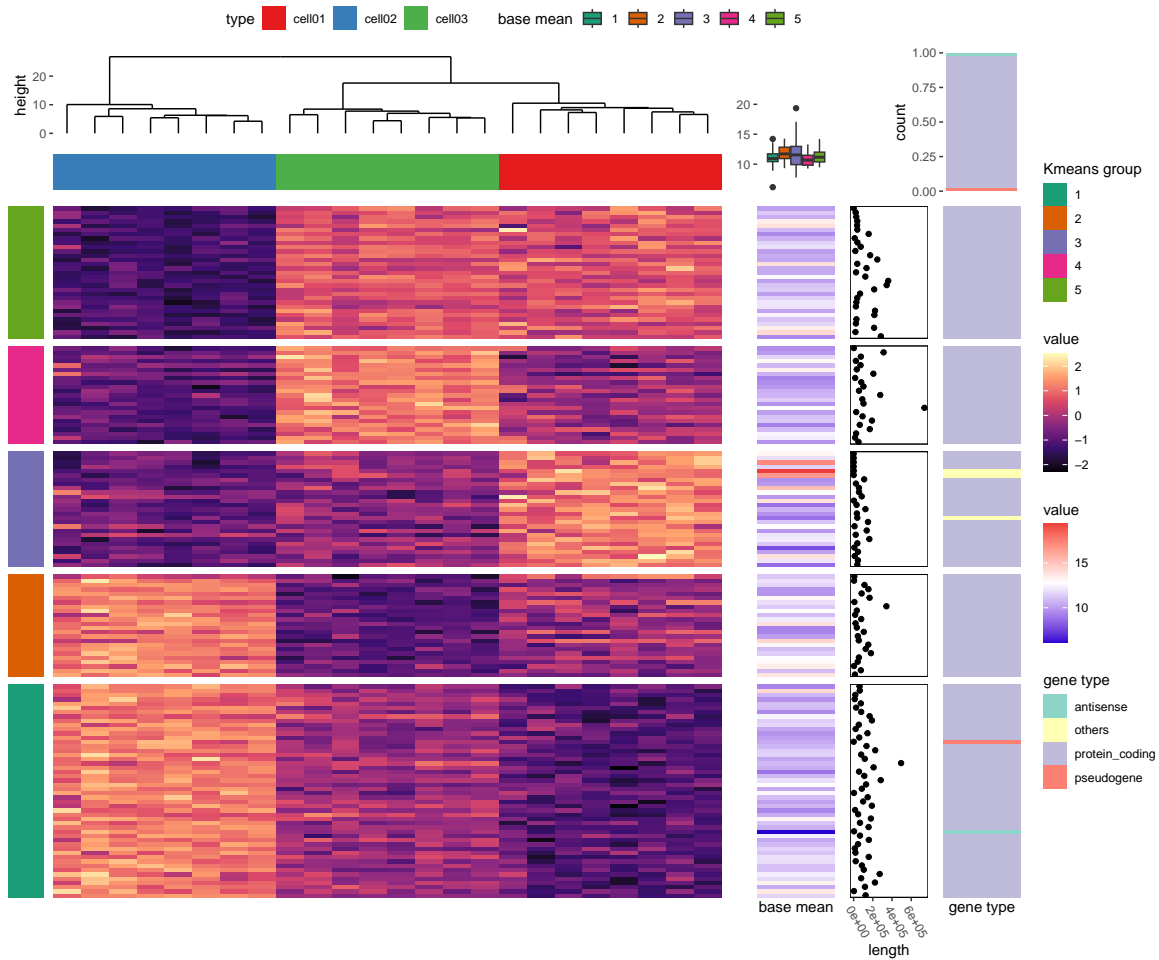 type cell01 cell02 cell03 base mean 1 2 3 4 5
height
20
10
0
20
15
10
count
1.00
0.75
0.50
0.25
0.00
Kmeans group
1
2
3
4
5
value
2
1
0
−1
−2
value
15
10
gene type
antisense
others
protein_coding
pseudogene
base mean
0e+00
2e+05
4e+05
6e+05
length
gene type